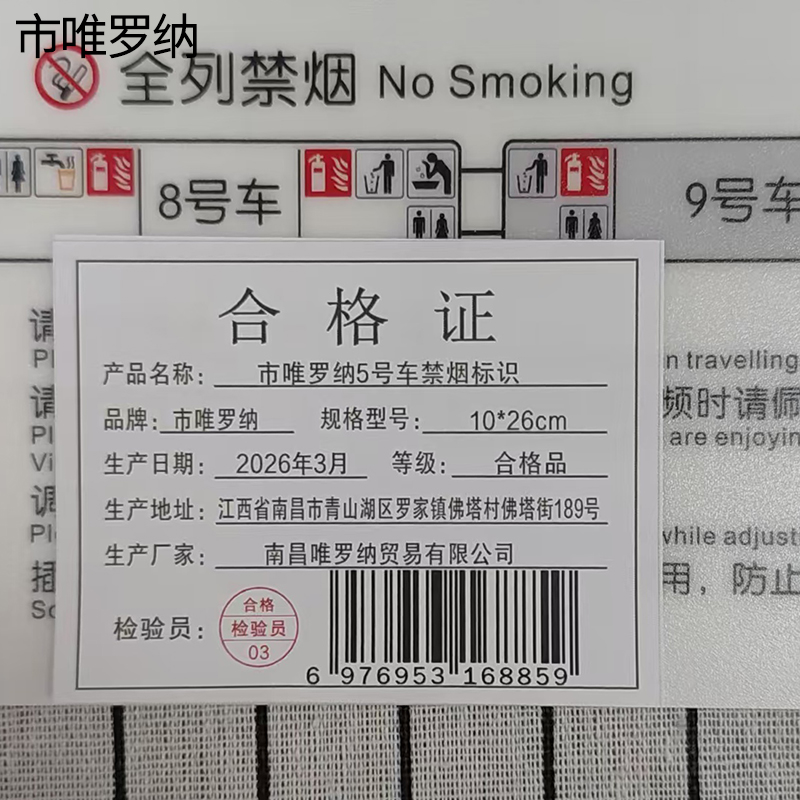 市唯罗纳
全列禁烟 No Smoking
8号车
9号车
合格证
产品名称：市唯罗纳5号车禁烟标识
品牌：市唯罗纳 规格型号：10*26cm
生产日期：2026年3月 等级：合格品
生产地址：江西省南昌市青山湖区罗家镇佛塔村佛塔街189号
生产厂家：南昌唯罗纳贸易有限公司
检验员：
合格
检验员
03
6 976953 168859
请
请
调
插
n travelling
频时请佩
are enjoyin
while adjust
用，防止